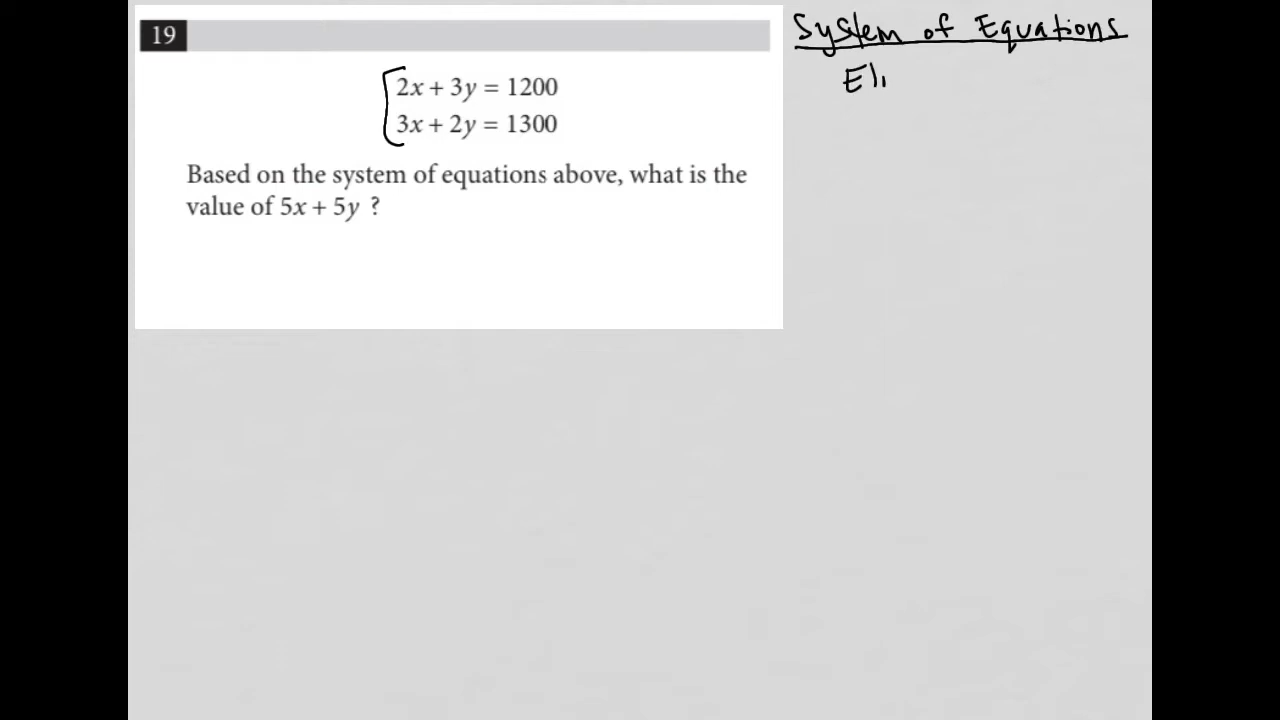 19
System of Equations
2x + 3y = 1200
Eli
3x + 2y = 1300
Based on the system of equations above, what is the
value of 5x + 5y ?